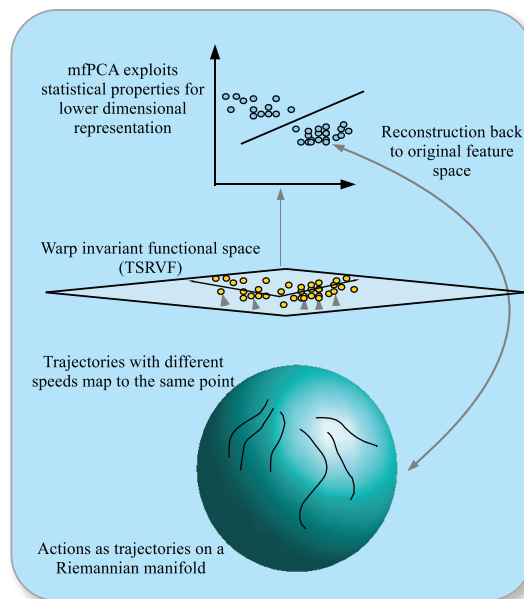 mfPCA exploits
statistical properties for
lower dimensional
representation
Reconstruction back
to original feature
space
Warp invariant functional space
(TSRVF)
Trajectories with different
speeds map to the same point
Actions as trajectories on a
Riemannian manifold